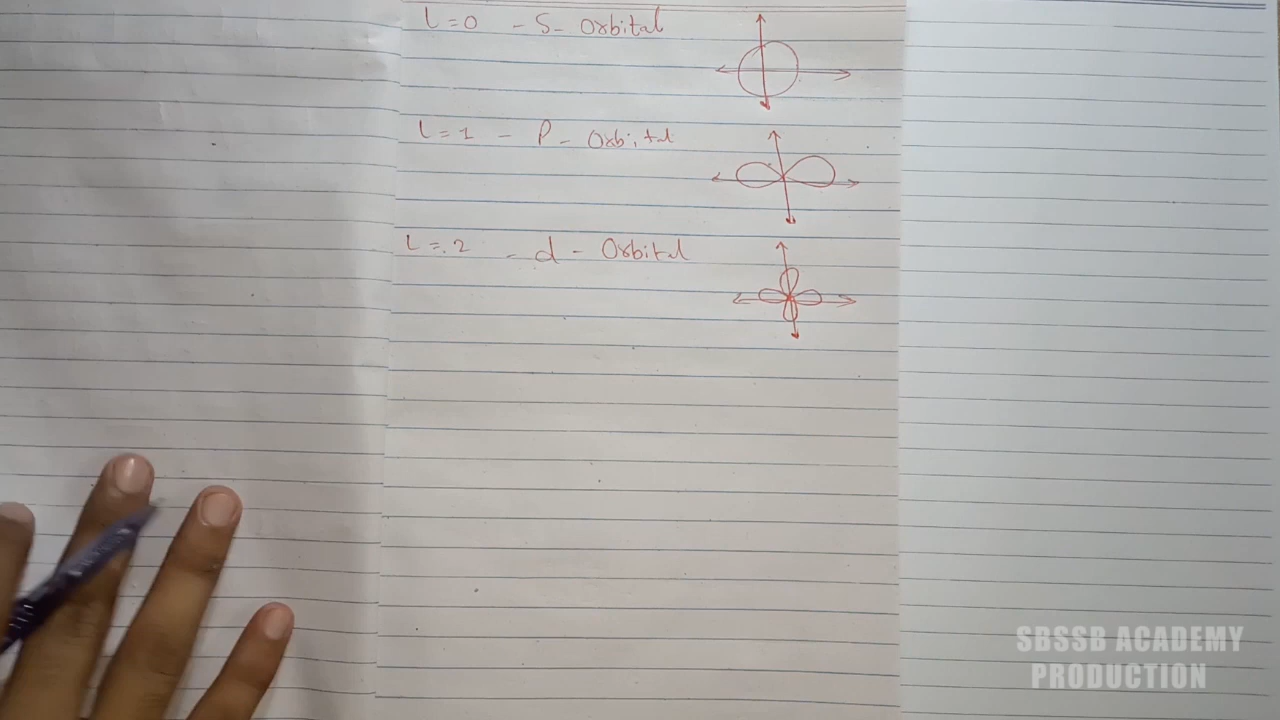 l = 0 - S - Orbital
l = 1 - P - Orbital
l = 2 - d - Orbital
SBSSB ACADEMY
PRODUCTION